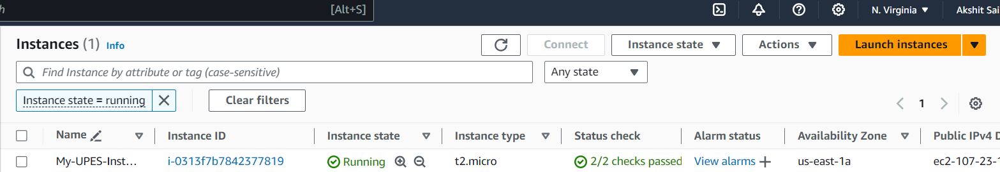 [Alt+S] N. Virginia Akshit Sai
Instances (1) Info Connect Instance state Actions Launch instances
Find Instance by attribute or tag (case-sensitive) Any state
Instance state = running Clear filters 1
Name Instance ID Instance state Instance type Status check Alarm status Availability Zone Public IPv4 D
My-UPES-Inst... i-0313f7b7842377819 Running t2.micro 2/2 checks passed View alarms us-east-1a ec2-107-23-1